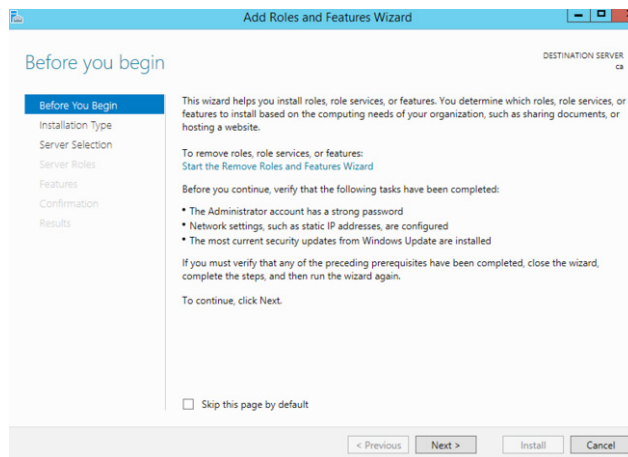 Add Roles and Features Wizard
Before you begin
DESTINATION SERVER
ca
Before You Begin
Installation Type
Server Selection
Server Roles
Features
Confirmation
Results
This wizard helps you install roles, role services, or features. You determine which roles, role services, or
features to install based on the computing needs of your organization, such as sharing documents, or
hosting a website.
To remove roles, role services, or features:
Start the Remove Roles and Features Wizard
Before you continue, verify that the following tasks have been completed:
• The Administrator account has a strong password
• Network settings, such as static IP addresses, are configured
• The most current security updates from Windows Update are installed
If you must verify that any of the preceding prerequisites have been completed, close the wizard,
complete the steps, and then run the wizard again.
To continue, click Next.
Skip this page by default
< Previous
Next >
Install
Cancel